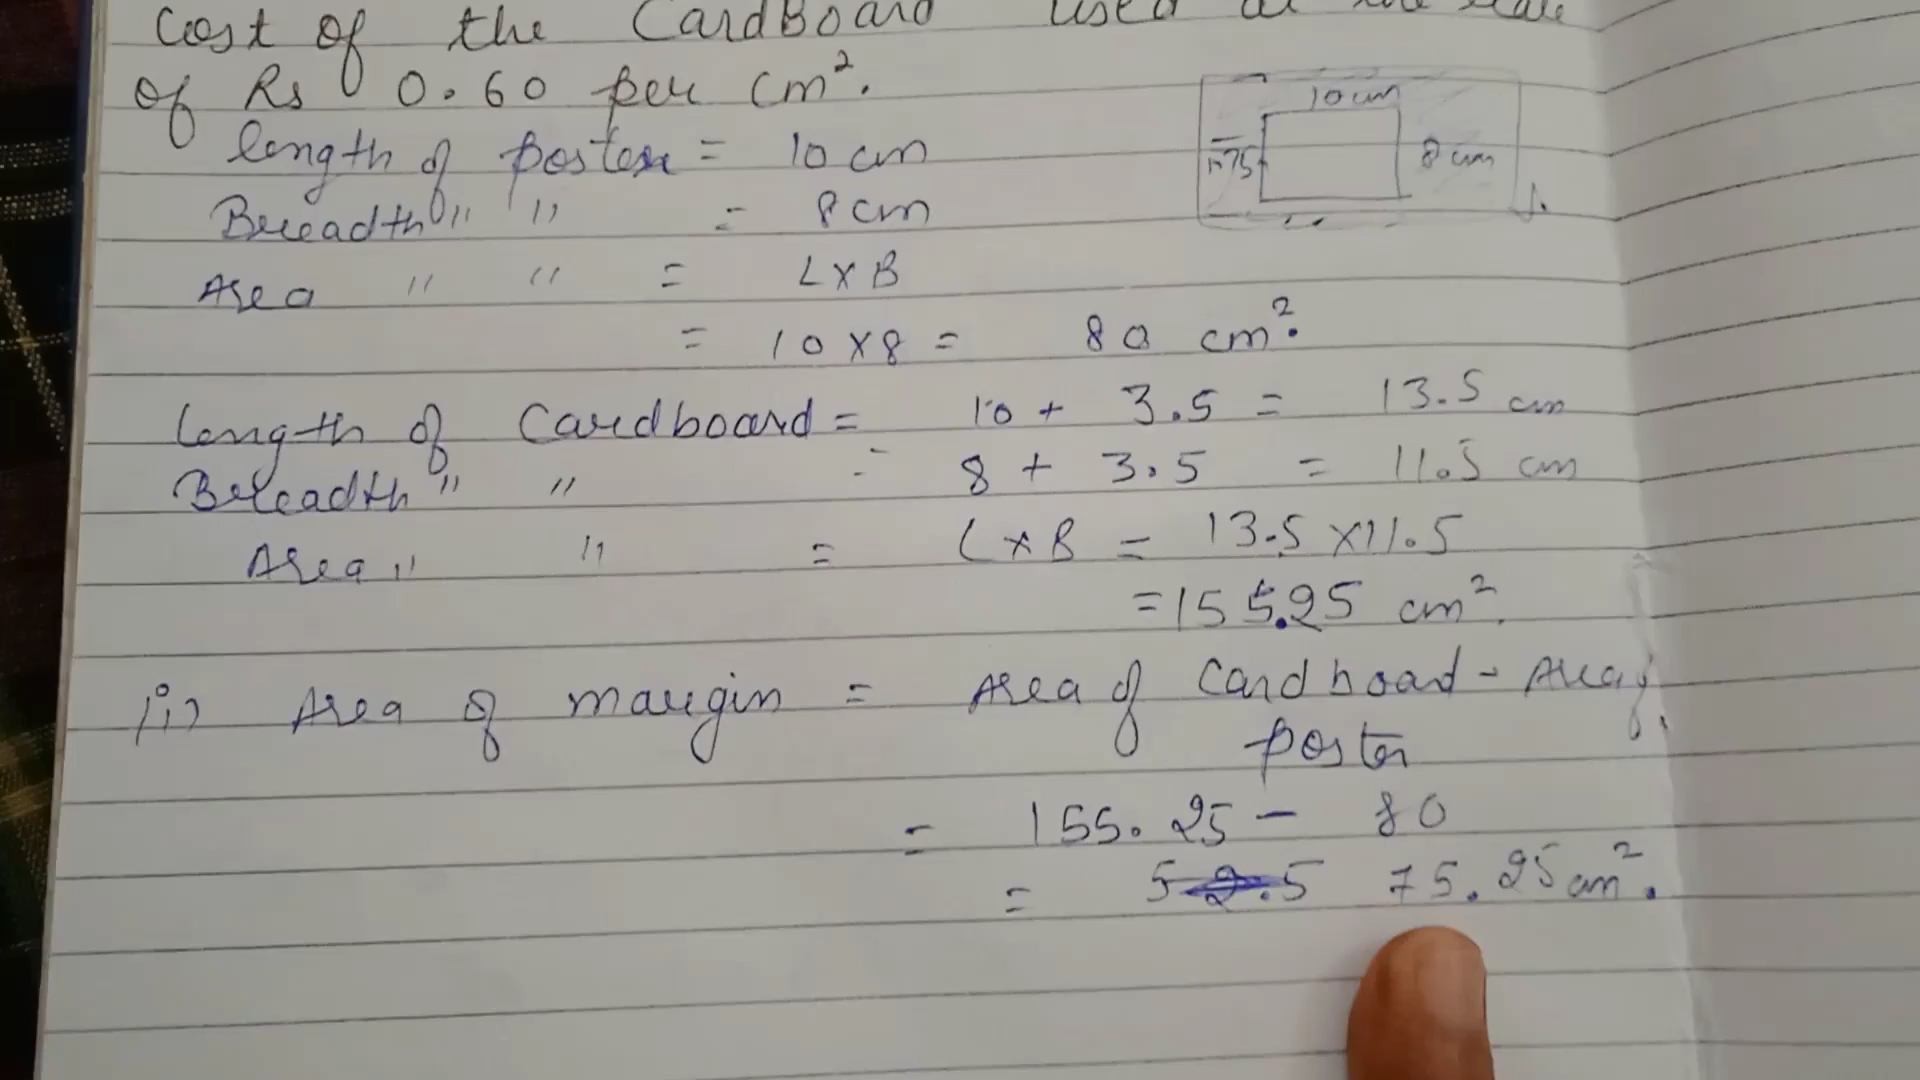 Cost of the CardBoard used at the
of Rs 0.60 per cm².
10 cm
length of poster = 10 cm
1.75
8 cm
Breadth " " = 8 cm
Area " " = L x B
= 10 x 8 = 80 cm².
Length of Cardboard = 10 + 3.5 = 13.5 cm
Breadth " " = 8 + 3.5 = 11.5 cm
Area " " = L x B = 13.5 x 11.5
= 155.25 cm².
ii) Area of margin = Area of Cardboard - Area of
poster
= 155.25 - 80
= 75.25 cm².